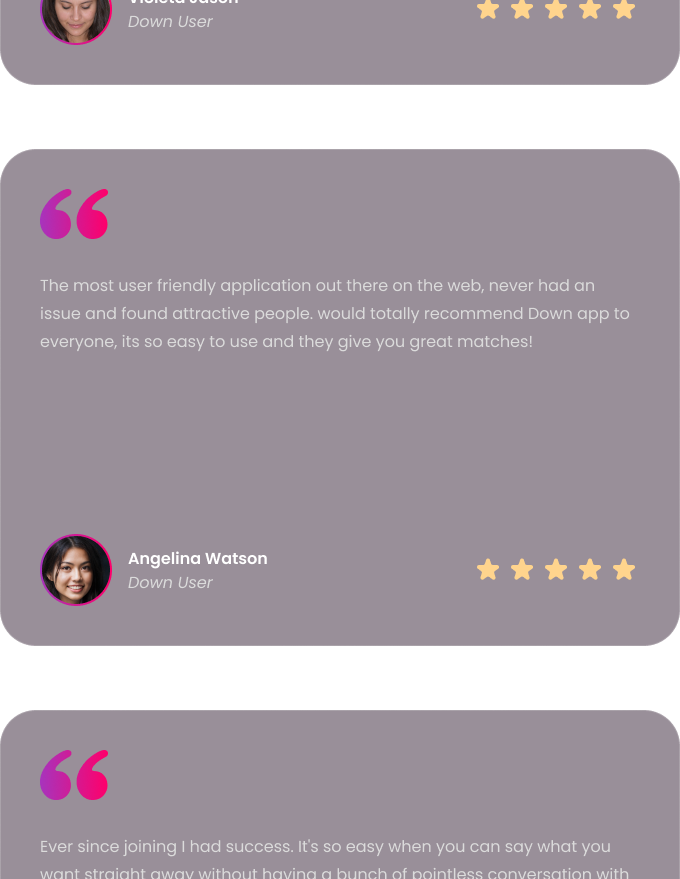 Violeta Jason
Down User
The most user friendly application out there on the web, never had an
issue and found attractive people. would totally recommend Down app to
everyone, its so easy to use and they give you great matches!
Angelina Watson
Down User
Ever since joining I had success. It's so easy when you can say what you
want straight away without having a bunch of pointless conversation with